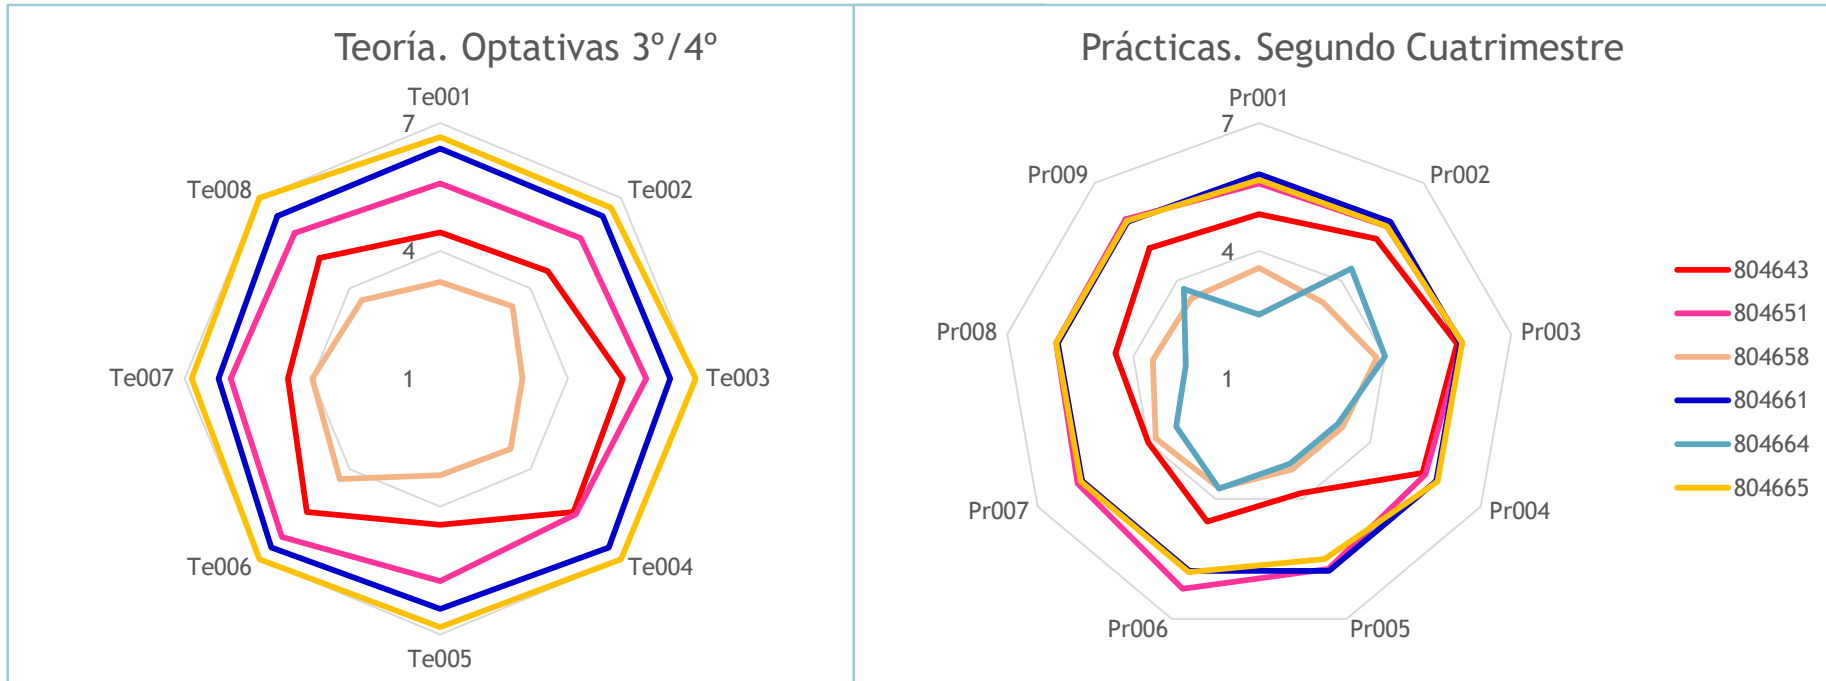 Teoría. Optativas 3º/4º
Te001
7
Te008
Te002
4
Te007
1
Te003
Te006
Te004
Te005
Prácticas. Segundo Cuatrimestre
Pr001
7
Pr009
Pr002
4
Pr008
Pr003
1
Pr007
Pr004
Pr006
Pr005
804643
804651
804658
804661
804664
804665